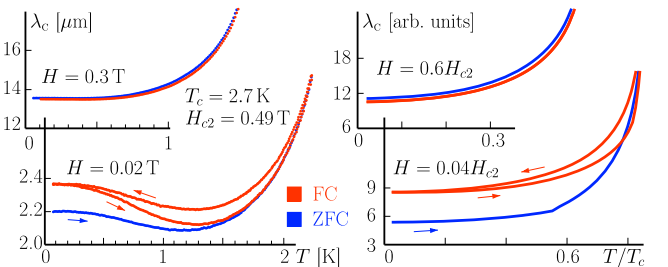 λc [μm]
16
14
12
H = 0.3 T
0
1
Tc = 2.7 K
Hc2 = 0.49 T
H = 0.02 T
2.4
2.2
2.0
0
1
2
T [K]
FC
ZFC
λc [arb. units]
18
12
6
H = 0.6Hc2
0
0.3
H = 0.04Hc2
9
6
3
0
0.6
T/Tc